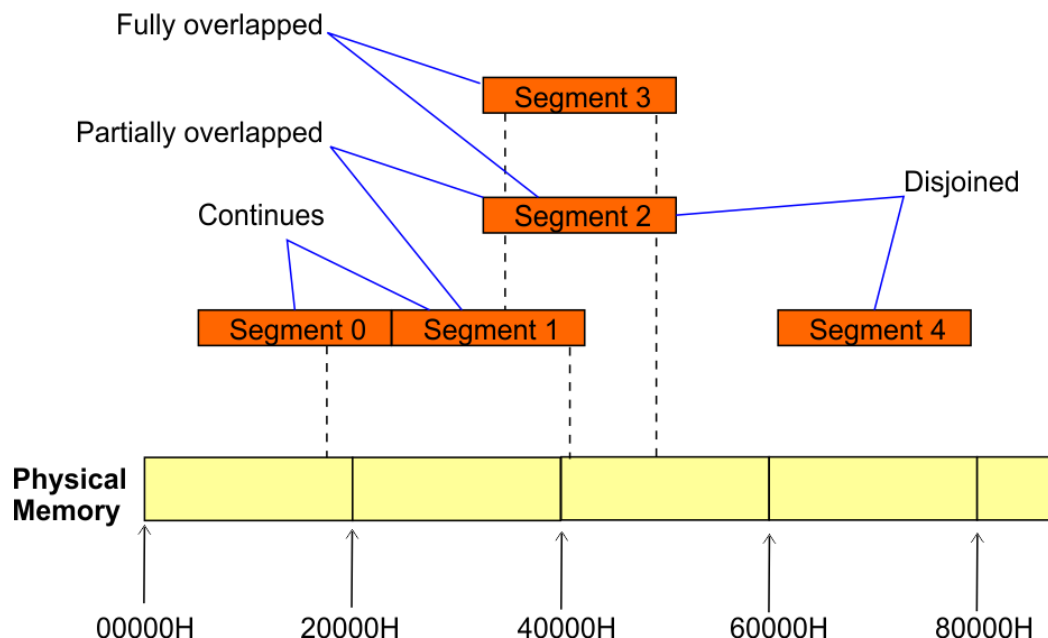 Fully overlapped
Segment 3
Partially overlapped
Disjoined
Segment 2
Continues
Segment 0
Segment 1
Segment 4
Physical
Memory
00000H
20000H
40000H
60000H
80000H